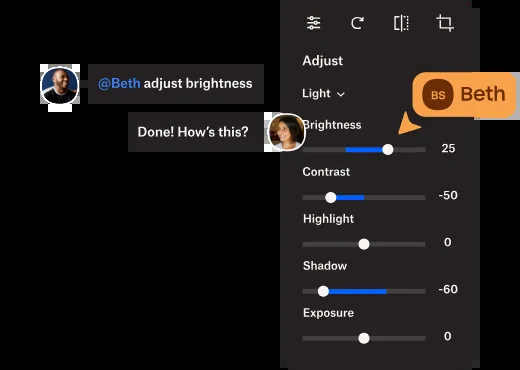 Adjust
Light
BS Beth
@Beth adjust brightness
Done! How's this?
Brightness
25
Contrast
-50
Highlight
0
Shadow
-60
Exposure
0